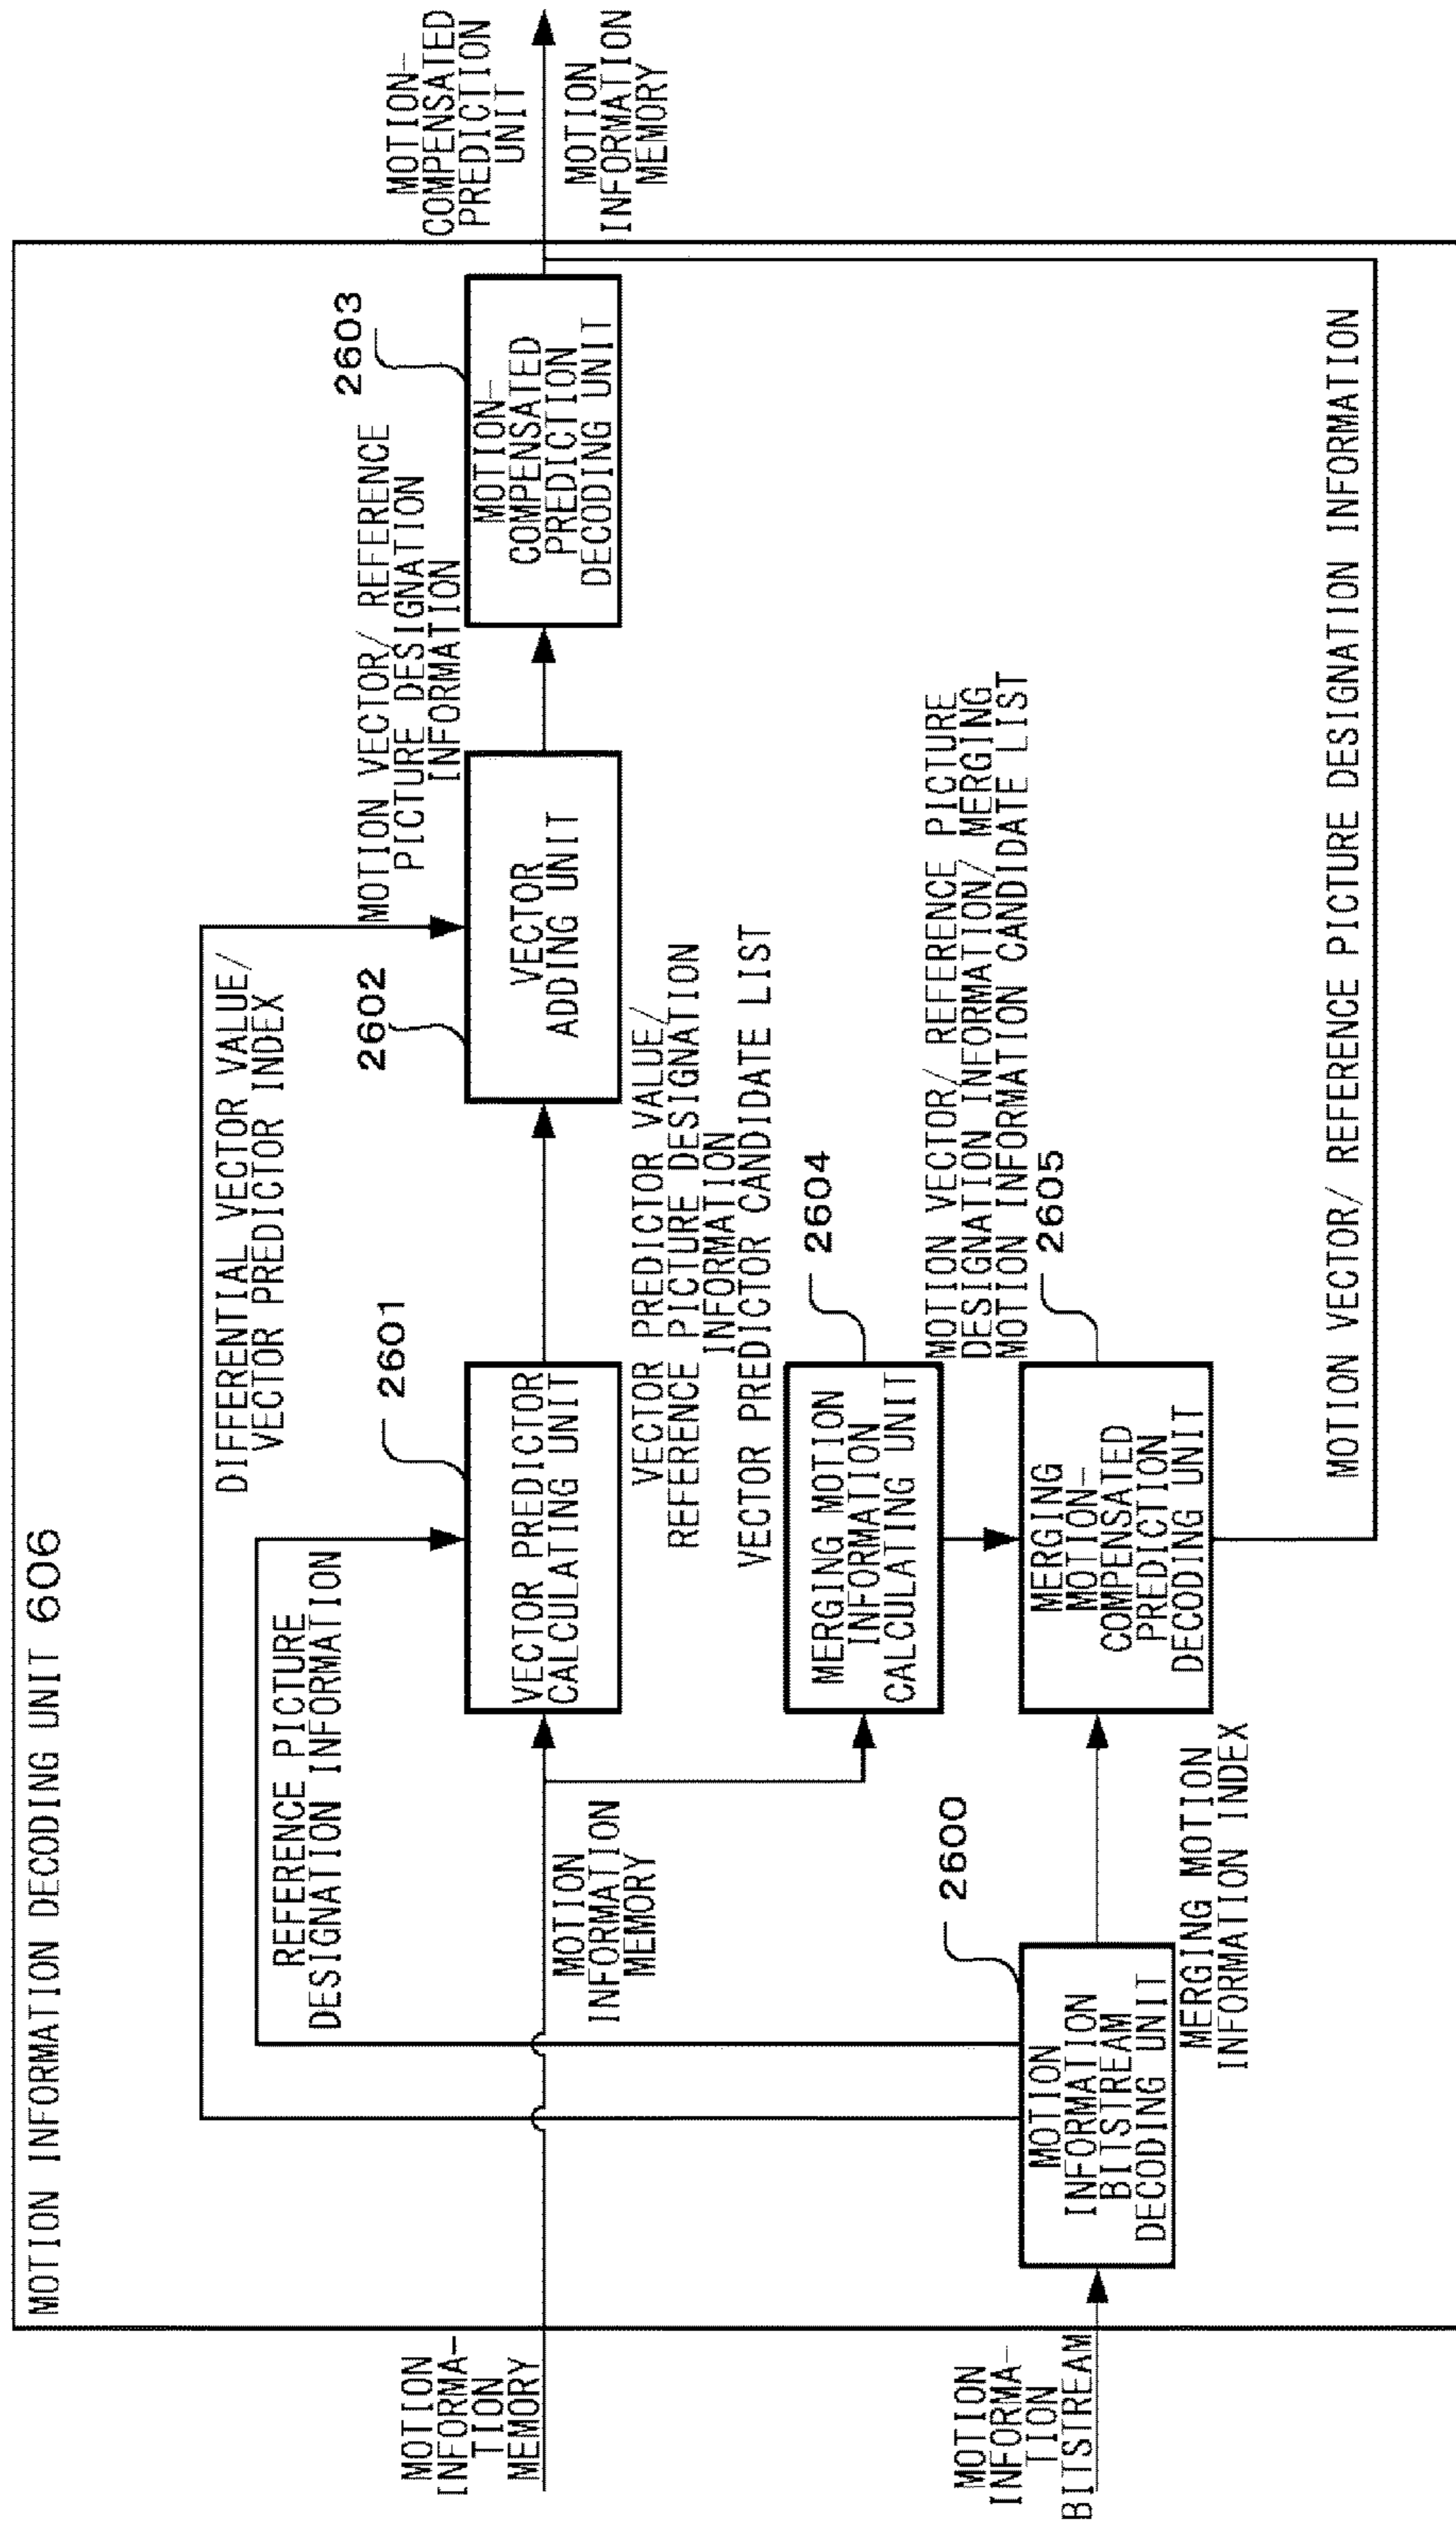 MOTION INFORMATION DECODING UNIT 606
DIFFERENTIAL VECTOR VALUE/
VECTOR PREDICTOR INDEX
REFERENCE PICTURE
DESIGNATION INFORMATION
MOTION VECTOR/ REFERENCE
PICTURE DESIGNATION
INFORMATION
2601
2602
2603
MOTION-
COMPENSATED
PREDICTION
UNIT
MOTION
INFORMA-
TION
MEMORY
VECTOR PREDICTOR
CALCULATING UNIT
VECTOR
ADDING UNIT
MOTION-
COMPENSATED
PREDICTION
DECODING UNIT
MOTION
INFORMATION
MEMORY
MOTION
INFORMATION
MEMORY
VECTOR PREDICTOR VALUE/
REFERENCE PICTURE DESIGNATION
INFORMATION
VECTOR PREDICTOR CANDIDATE LIST
2604
MERGING MOTION
INFORMATION
CALCULATING UNIT
MOTION VECTOR/ REFERENCE PICTURE
DESIGNATION INFORMATION/ MERGING
MOTION INFORMATION CANDIDATE LIST
2600
2605
MOTION
INFORMA-
TION
BITSTREAM
MOTION
INFORMATION
BITSTREAM
DECODING UNIT
MERGING
MOTION-
COMPENSATED
PREDICTION
DECODING UNIT
MERGING MOTION
INFORMATION INDEX
MOTION VECTOR/ REFERENCE PICTURE DESIGNATION INFORMATION